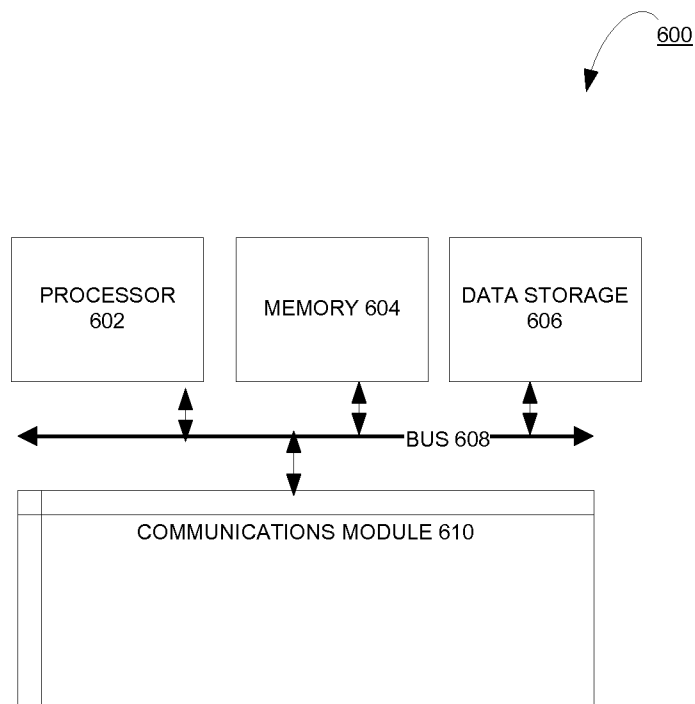 600
PROCESSOR
602
MEMORY 604
DATA STORAGE
606
BUS 608
COMMUNICATIONS MODULE 610